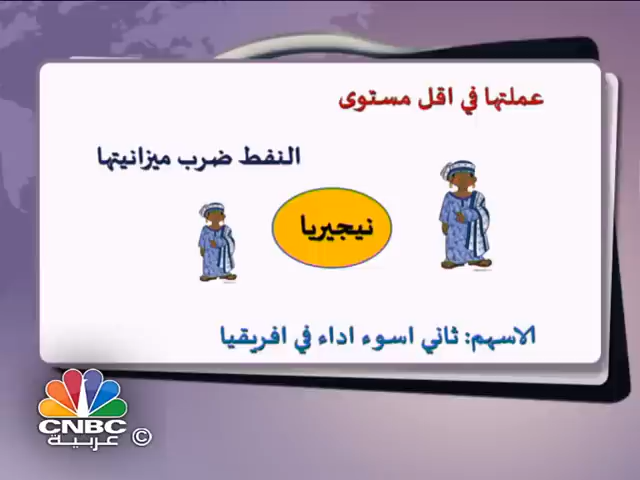 عملتها في اقل مستوى
النفط ضرب ميزانيتها
نيجيريا
الاسهم: ثاني اسوء اداء في افريقيا
CNBC
عربية ©